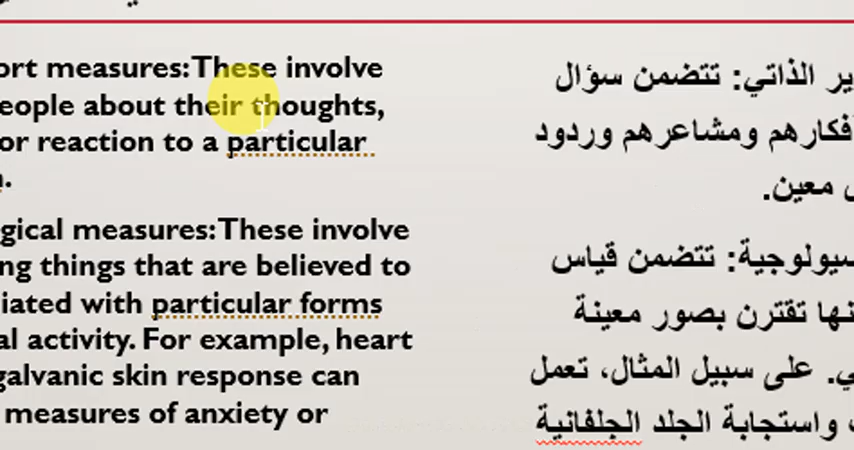 ort measures: These involve
eople about their thoughts,
or reaction to a particular
.
gical measures: These involve
ng things that are believed to
iated with particular forms
al activity. For example, heart
galvanic skin response can
measures of anxiety or
ير الذاتي: تتضمن سؤال
فكارهم ومشاعرهم وردود
معين.
سيولوجية: تتضمن قياس
نها تقترن بصور معينة
ي. على سبيل المثال، تعمل
واستجابة الجلد الجلفانية